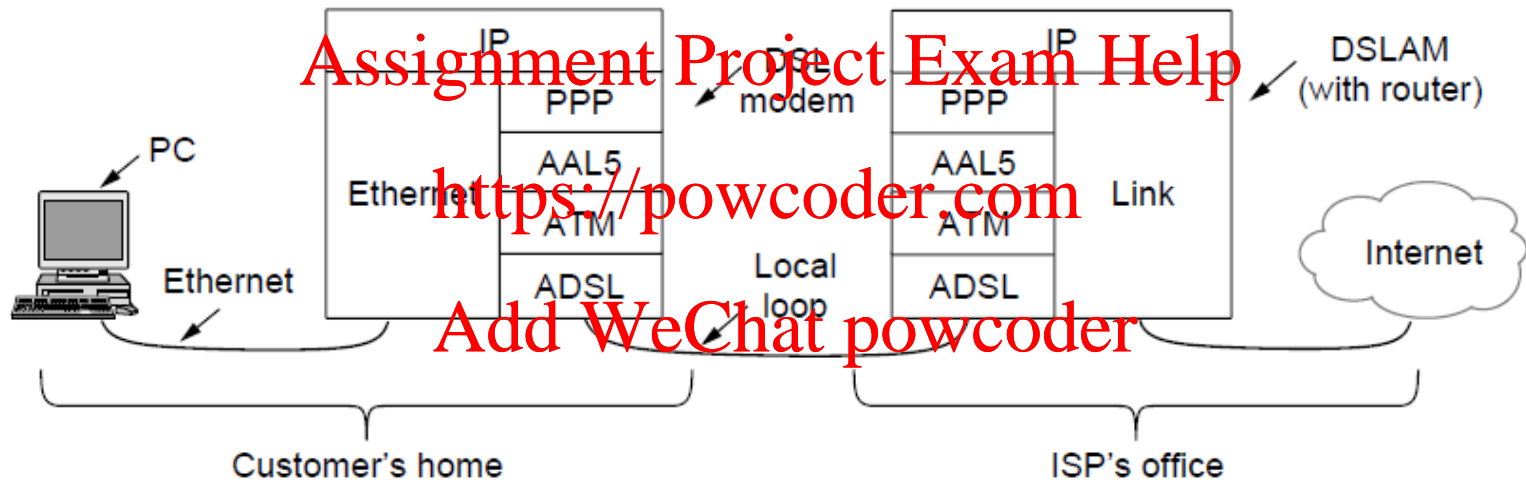 IP
IP
Assignment Project Exam Help
DSL
modem
DSLAM
(with router)
PPP
PPP
PC
AAL5
AAL5
Ethernet
Link
https://powcoder.com
ATM
ATM
Internet
Ethernet
Local
loop
ADSL
ADSL
Add WeChat powcoder
Customer's home
ISP's office